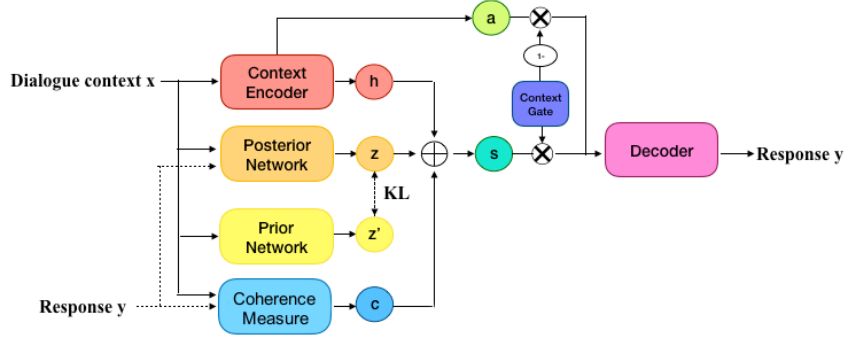 a
1-
Dialogue context x
Context
Encoder
h
Context
Gate
Posterior
Network
z
s
Decoder
Response y
KL
Prior
Network
z'
Response y
Coherence
Measure
c